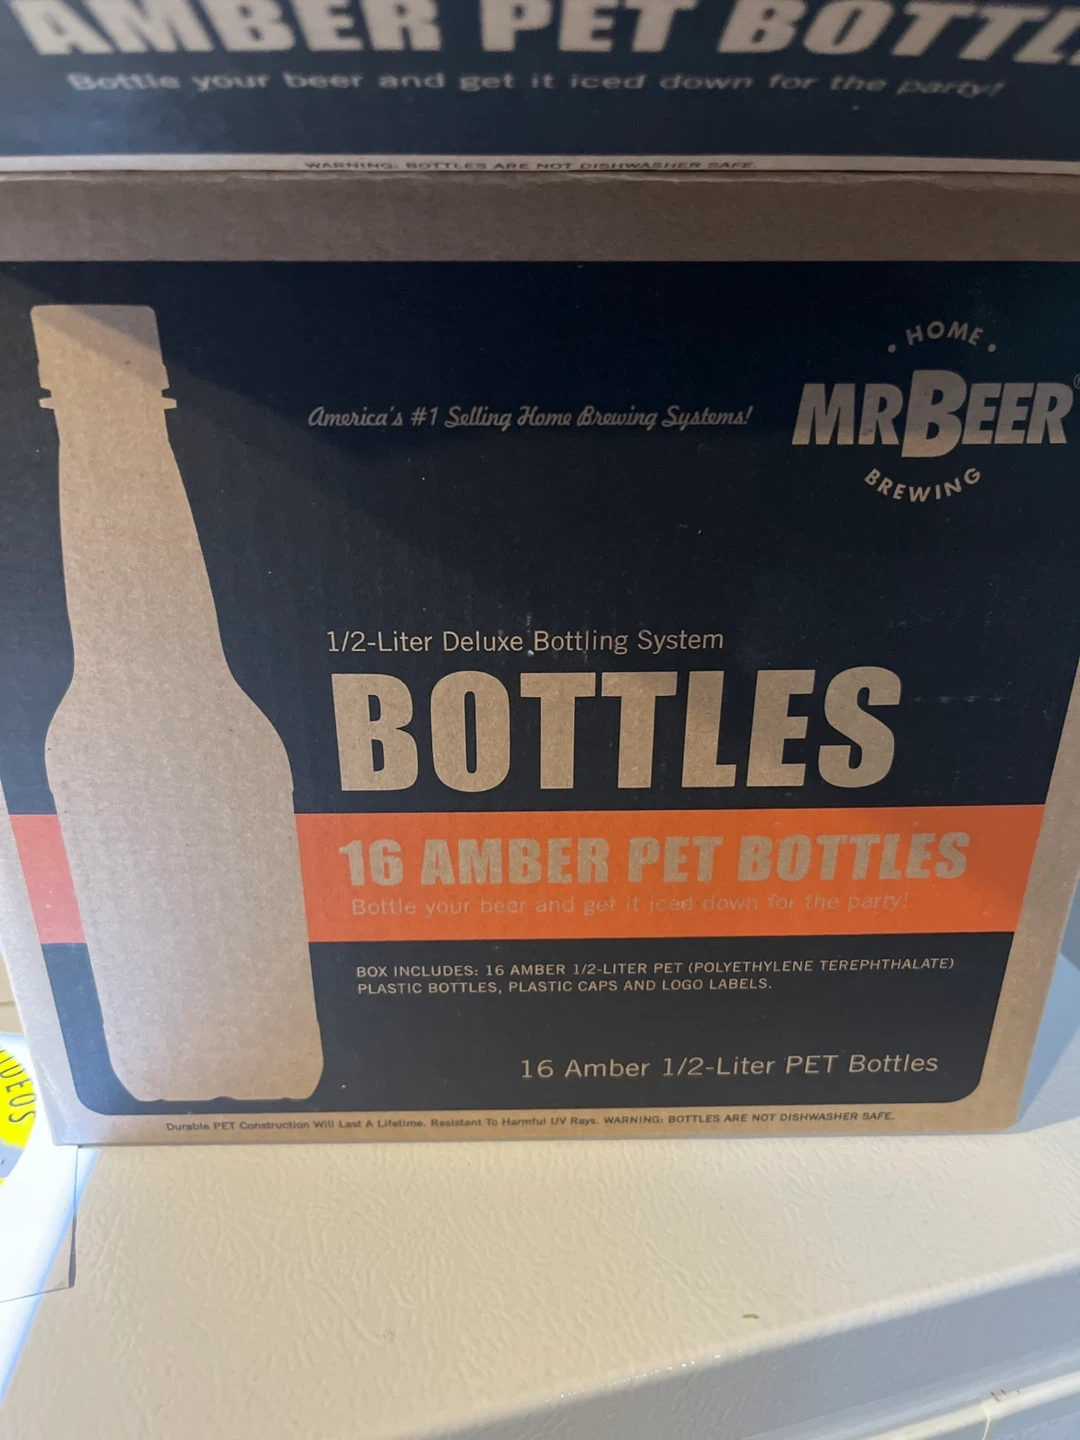 AMBER PET BOTTL
Bottle your beer and get it iced down for the party!
WARNING: BOTTLES ARE NOT DISHWASHER SAFE.
• HOME •
America's #1 Selling Home Brewing Systems!
MRBEER
BREWING
1/2-Liter Deluxe Bottling System
BOTTLES
16 AMBER PET BOTTLES
Bottle your beer and get it iced down for the party!
BOX INCLUDES: 16 AMBER 1/2-LITER PET (POLYETHYLENE TEREPHTHALATE)
PLASTIC BOTTLES, PLASTIC CAPS AND LOGO LABELS.
16 Amber 1/2-Liter PET Bottles
Durable PET Construction Will Last A Lifetime. Resistant To Harmful UV Rays. WARNING: BOTTLES ARE NOT DISHWASHER SAFE.